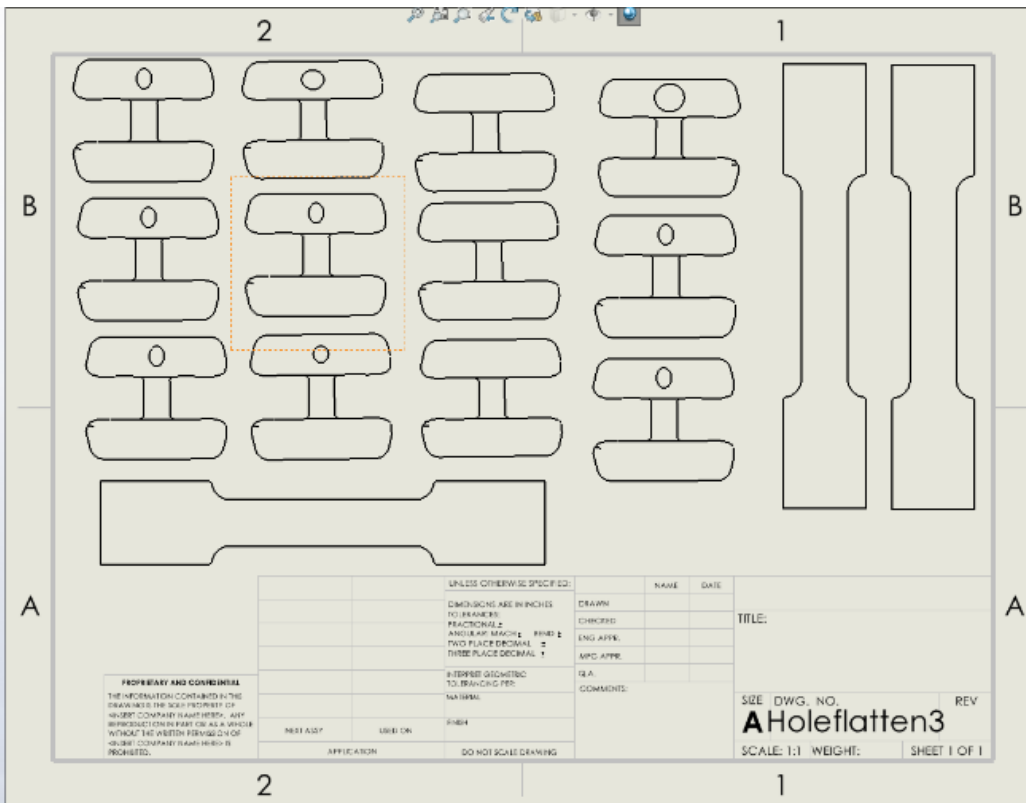 2
1
B
B
A
A
UNLESS OTHERWISE SPECIFIED:
DIMENSIONS ARE IN INCHES
TOLERANCES:
FRACTIONAL ±
ANGULAR: MACH ± BEND ±
TWO PLACE DECIMAL ±
THREE PLACE DECIMAL ±
INTERPRET GEOMETRIC
TOLERANCING PER:
MATERIAL
FINISH
DO NOT SCALE DRAWING
NAME DATE
DRAWN
CHECKED
ENG APPR.
MFG APPR.
Q.A.
COMMENTS:
PROPRIETARY AND CONFIDENTIAL
THE INFORMATION CONTAINED IN THIS
DRAWING IS THE SOLE PROPERTY OF
<INSERT COMPANY NAME HERE>. ANY
REPRODUCTION IN PART OR AS A WHOLE
WITHOUT THE WRITTEN PERMISSION OF
<INSERT COMPANY NAME HERE> IS
PROHIBITED.
NEXT ASSY USED ON
APPLICATION
TITLE:
SIZE DWG. NO. REV
A Holeflatten3
SCALE: 1:1 WEIGHT: SHEET 1 OF 1
2
1